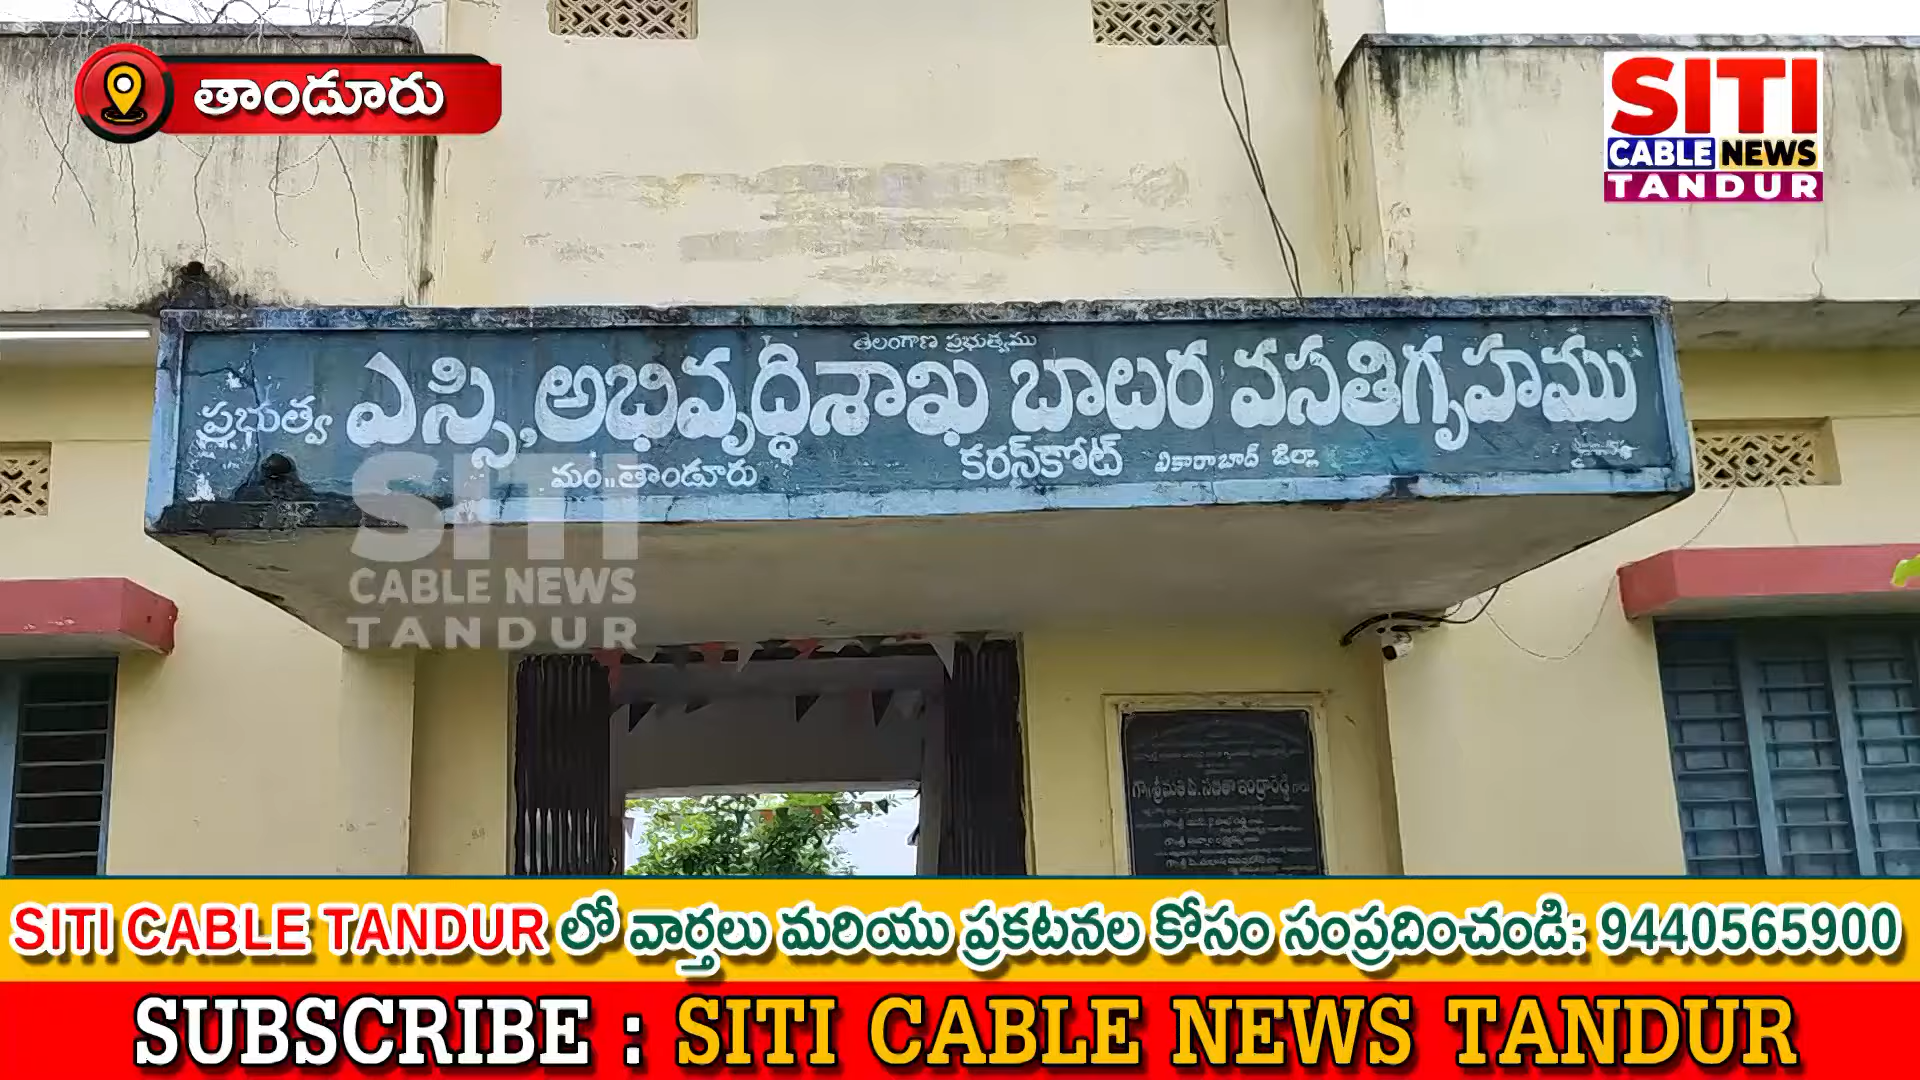 తాండూరు
SITI
CABLE NEWS
TANDUR
తెలంగాణ ప్రభుత్వము
ప్రభుత్వ ఎస్సి, అభివృద్ధిశాఖ బాలుర వసతిగృహము
మం॥తాండూరు కరన్‌కోట్ వికారాబాద్ జిల్లా
SITI
CABLE NEWS
TANDUR
SITI CABLE TANDUR లో వార్తలు మరియు ప్రకటనల కోసం సంప్రదించండి: 9440565900
SUBSCRIBE : SITI CABLE NEWS TANDUR